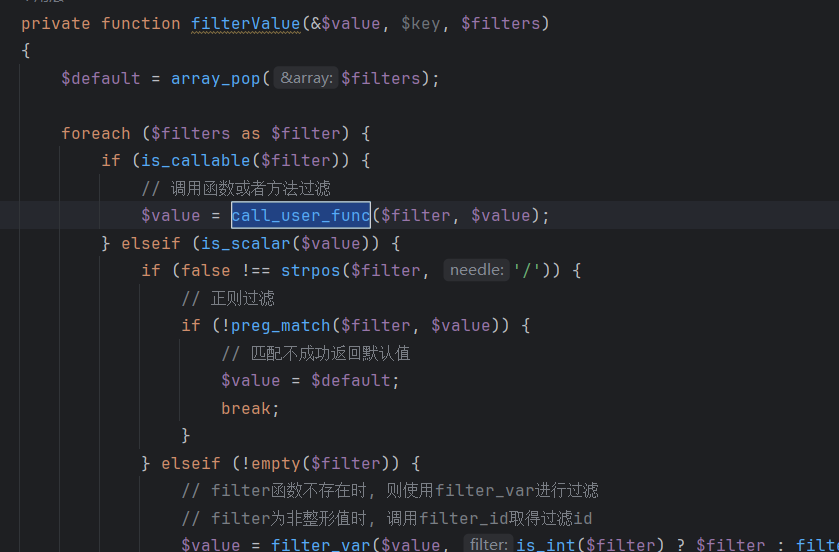 private function filterValue(&$value, $key, $filters)
{
$default = array_pop( &array: $filters);
foreach ($filters as $filter) {
if (is_callable($filter)) {
// 调用函数或者方法过滤
$value = call_user_func($filter, $value);
} elseif (is_scalar($value)) {
if (false !== strpos($filter, needle: '/')) {
// 正则过滤
if (!preg_match($filter, $value)) {
// 匹配不成功返回默认值
$value = $default;
break;
}
} elseif (!empty($filter)) {
// filter函数不存在时, 则使用filter_var进行过滤
// filter为非整形值时, 调用filter_id取得过滤id
$value = filter_var($value, filter: is_int($filter) ? $filter :